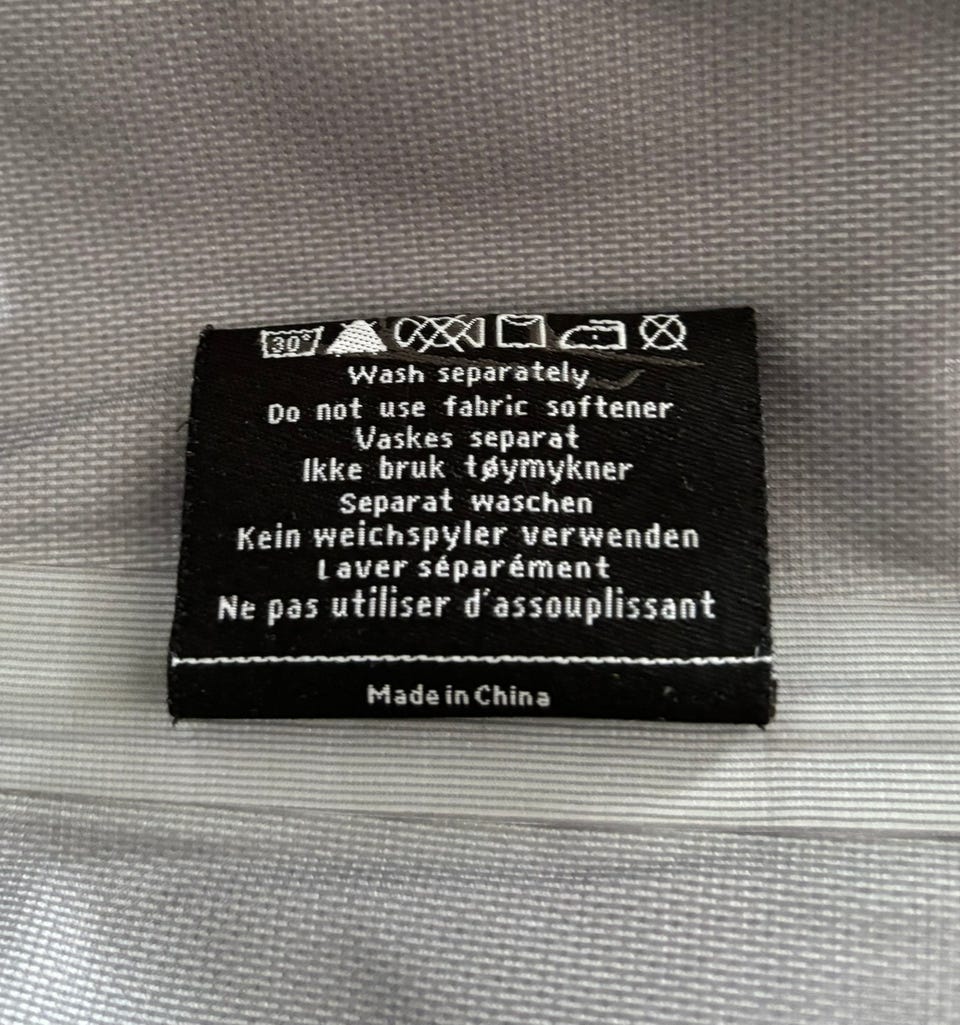 30°
Wash separately
Do not use fabric softener
Vaskes separat
Ikke bruk tøymykner
Separat waschen
Kein weichspyler verwenden
Laver séparément
Ne pas utiliser d'assouplissant
Made in China